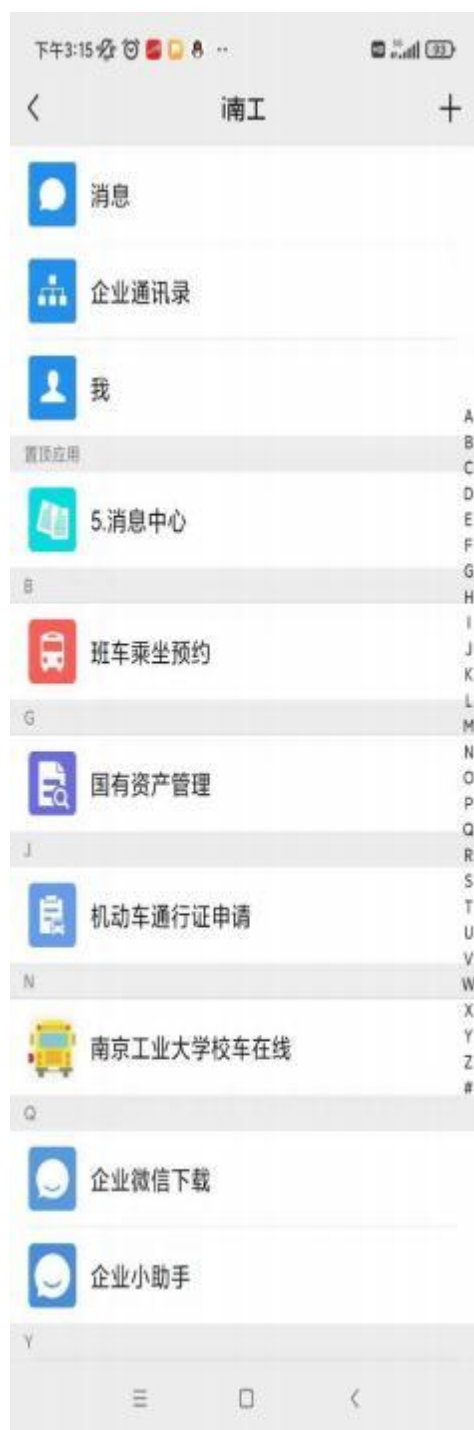 下午3:15
93
i南工
消息
企业通讯录
我
置顶应用
5.消息中心
B
班车乘坐预约
G
国有资产管理
J
机动车通行证申请
N
南京工业大学校车在线
Q
企业微信下载
企业小助手
Y
A
B
C
D
E
F
G
H
I
J
K
L
M
N
O
P
Q
R
S
T
U
V
W
X
Y
Z
#